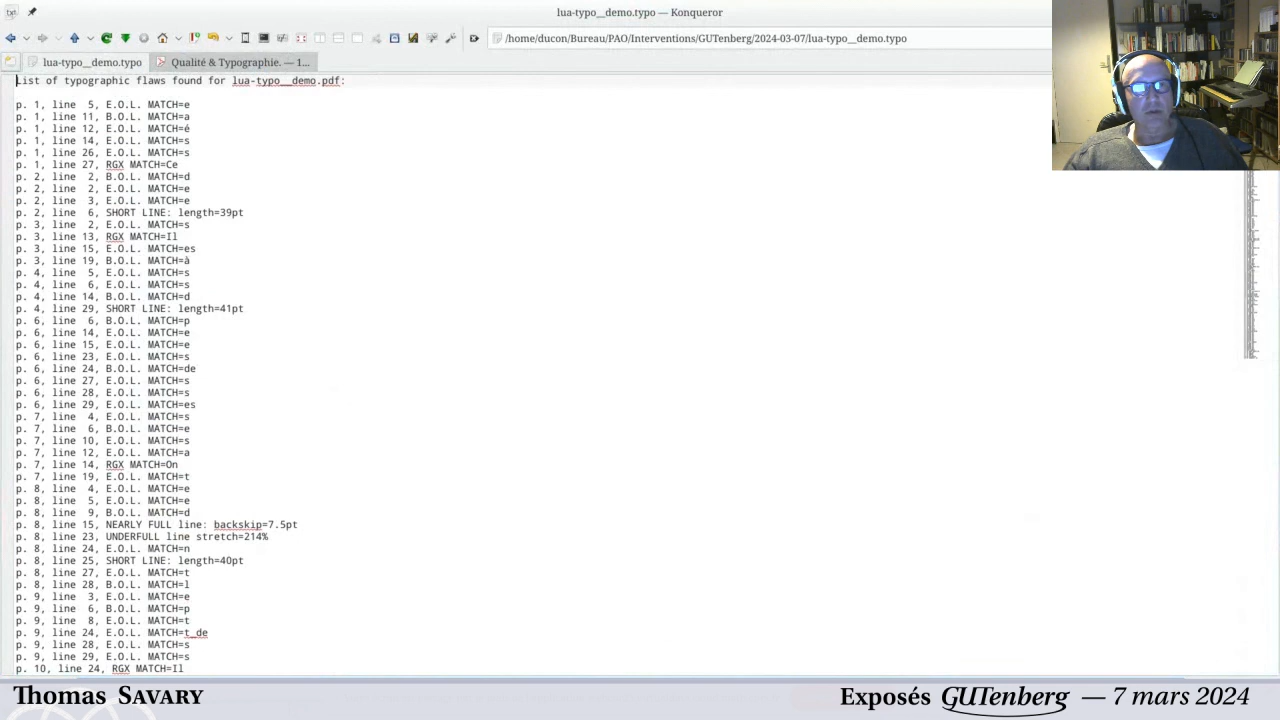 lua-typo__demo.typo — Konqueror
/home/ducon/Bureau/PAO/Interventions/GUTenberg/2024-03-07/lua-typo__demo.typo
lua-typo__demo.typo
Qualité & Typographie. — 1...
List of typographic flaws found for lua-typo__demo.pdf:
p. 1, line 5, E.O.L. MATCH=e
p. 1, line 11, B.O.L. MATCH=a
p. 1, line 12, E.O.L. MATCH=é
p. 1, line 14, E.O.L. MATCH=s
p. 1, line 26, E.O.L. MATCH=s
p. 1, line 27, RGX MATCH=Ce
p. 2, line 2, B.O.L. MATCH=d
p. 2, line 2, E.O.L. MATCH=e
p. 2, line 3, E.O.L. MATCH=e
p. 2, line 6, SHORT LINE: length=39pt
p. 3, line 2, E.O.L. MATCH=s
p. 3, line 13, RGX MATCH=Il
p. 3, line 15, E.O.L. MATCH=es
p. 3, line 19, B.O.L. MATCH=à
p. 4, line 5, E.O.L. MATCH=s
p. 4, line 6, E.O.L. MATCH=s
p. 4, line 14, B.O.L. MATCH=d
p. 4, line 29, SHORT LINE: length=41pt
p. 6, line 6, B.O.L. MATCH=p
p. 6, line 14, E.O.L. MATCH=e
p. 6, line 15, E.O.L. MATCH=e
p. 6, line 23, E.O.L. MATCH=s
p. 6, line 24, B.O.L. MATCH=de
p. 6, line 27, E.O.L. MATCH=s
p. 6, line 28, E.O.L. MATCH=s
p. 6, line 29, E.O.L. MATCH=es
p. 7, line 4, E.O.L. MATCH=s
p. 7, line 6, B.O.L. MATCH=e
p. 7, line 10, E.O.L. MATCH=s
p. 7, line 12, E.O.L. MATCH=a
p. 7, line 14, RGX MATCH=On
p. 7, line 19, E.O.L. MATCH=t
p. 8, line 4, E.O.L. MATCH=e
p. 8, line 5, E.O.L. MATCH=e
p. 8, line 9, B.O.L. MATCH=d
p. 8, line 15, NEARLY FULL line: backskip=7.5pt
p. 8, line 23, UNDERFULL line stretch=214%
p. 8, line 24, E.O.L. MATCH=n
p. 8, line 25, SHORT LINE: length=40pt
p. 8, line 27, E.O.L. MATCH=t
p. 8, line 28, B.O.L. MATCH=l
p. 9, line 3, E.O.L. MATCH=e
p. 9, line 6, B.O.L. MATCH=p
p. 9, line 8, E.O.L. MATCH=t
p. 9, line 24, E.O.L. MATCH=t_de
p. 9, line 28, E.O.L. MATCH=s
p. 9, line 29, E.O.L. MATCH=s
p. 10, line 24, RGX MATCH=Il
Thomas SAVARY
Exposés GUTenberg — 7 mars 2024